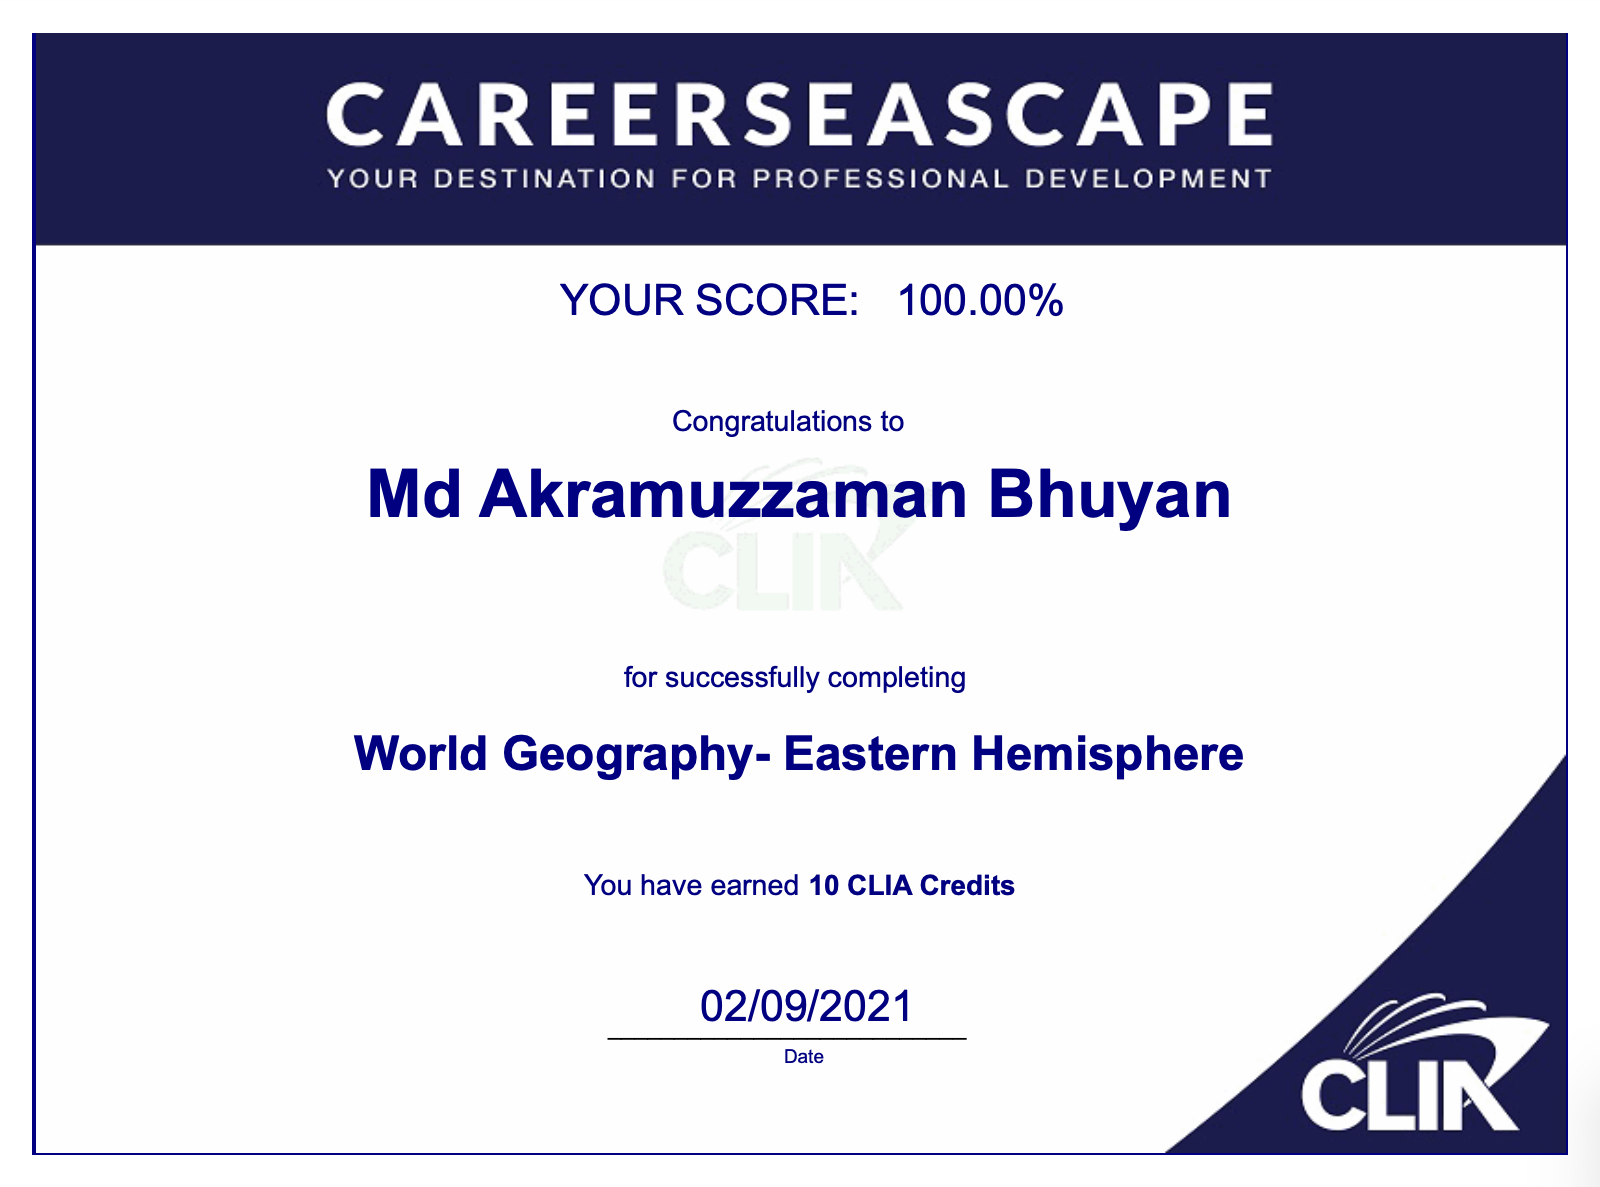 CAREERSEASCAPE
YOUR DESTINATION FOR PROFESSIONAL DEVELOPMENT
YOUR SCORE: 100.00%
Congratulations to
Md Akramuzzaman Bhuyan
CLIA
for successfully completing
World Geography- Eastern Hemisphere
You have earned 10 CLIA Credits
02/09/2021
Date
CLIA